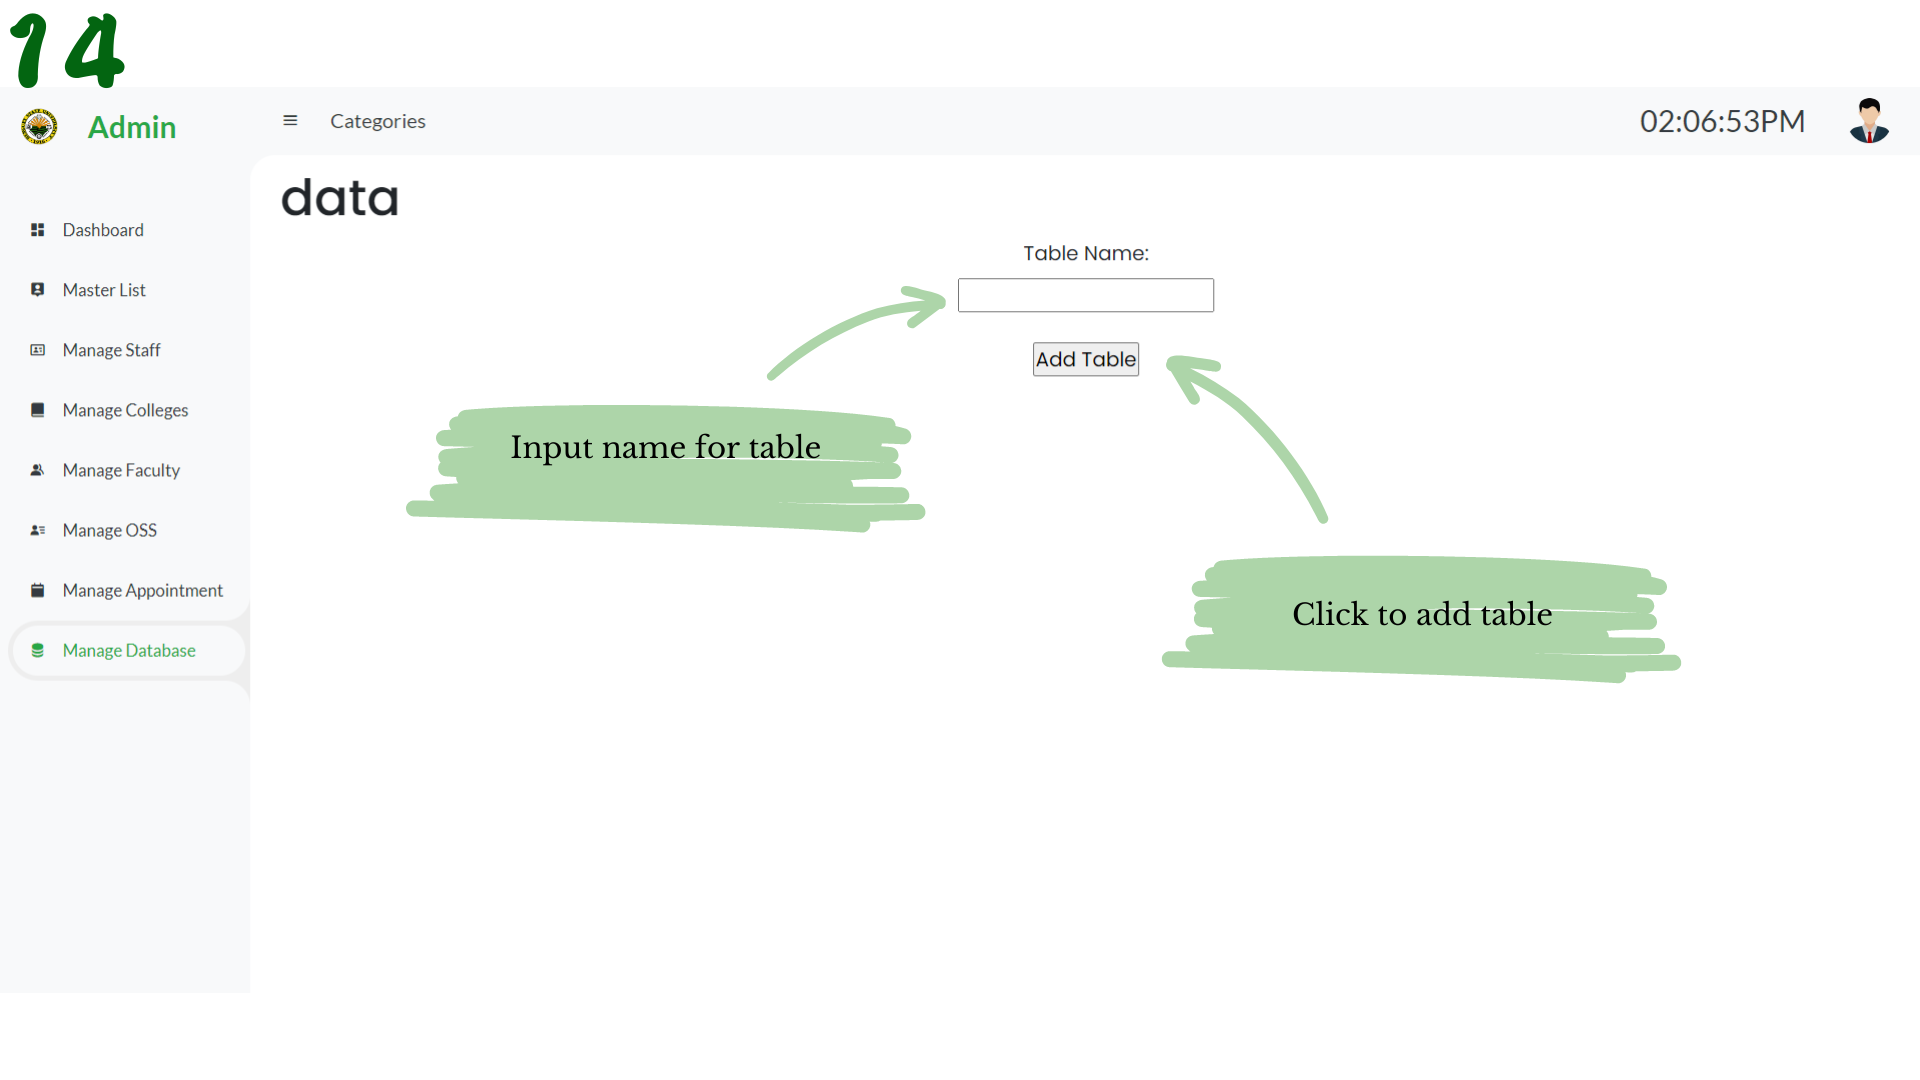 14
Admin
Categories
02:06:53PM
data
Dashboard
Master List
Manage Staff
Manage Colleges
Manage Faculty
Manage OSS
Manage Appointment
Manage Database
Table Name:
Add Table
Input name for table
Click to add table